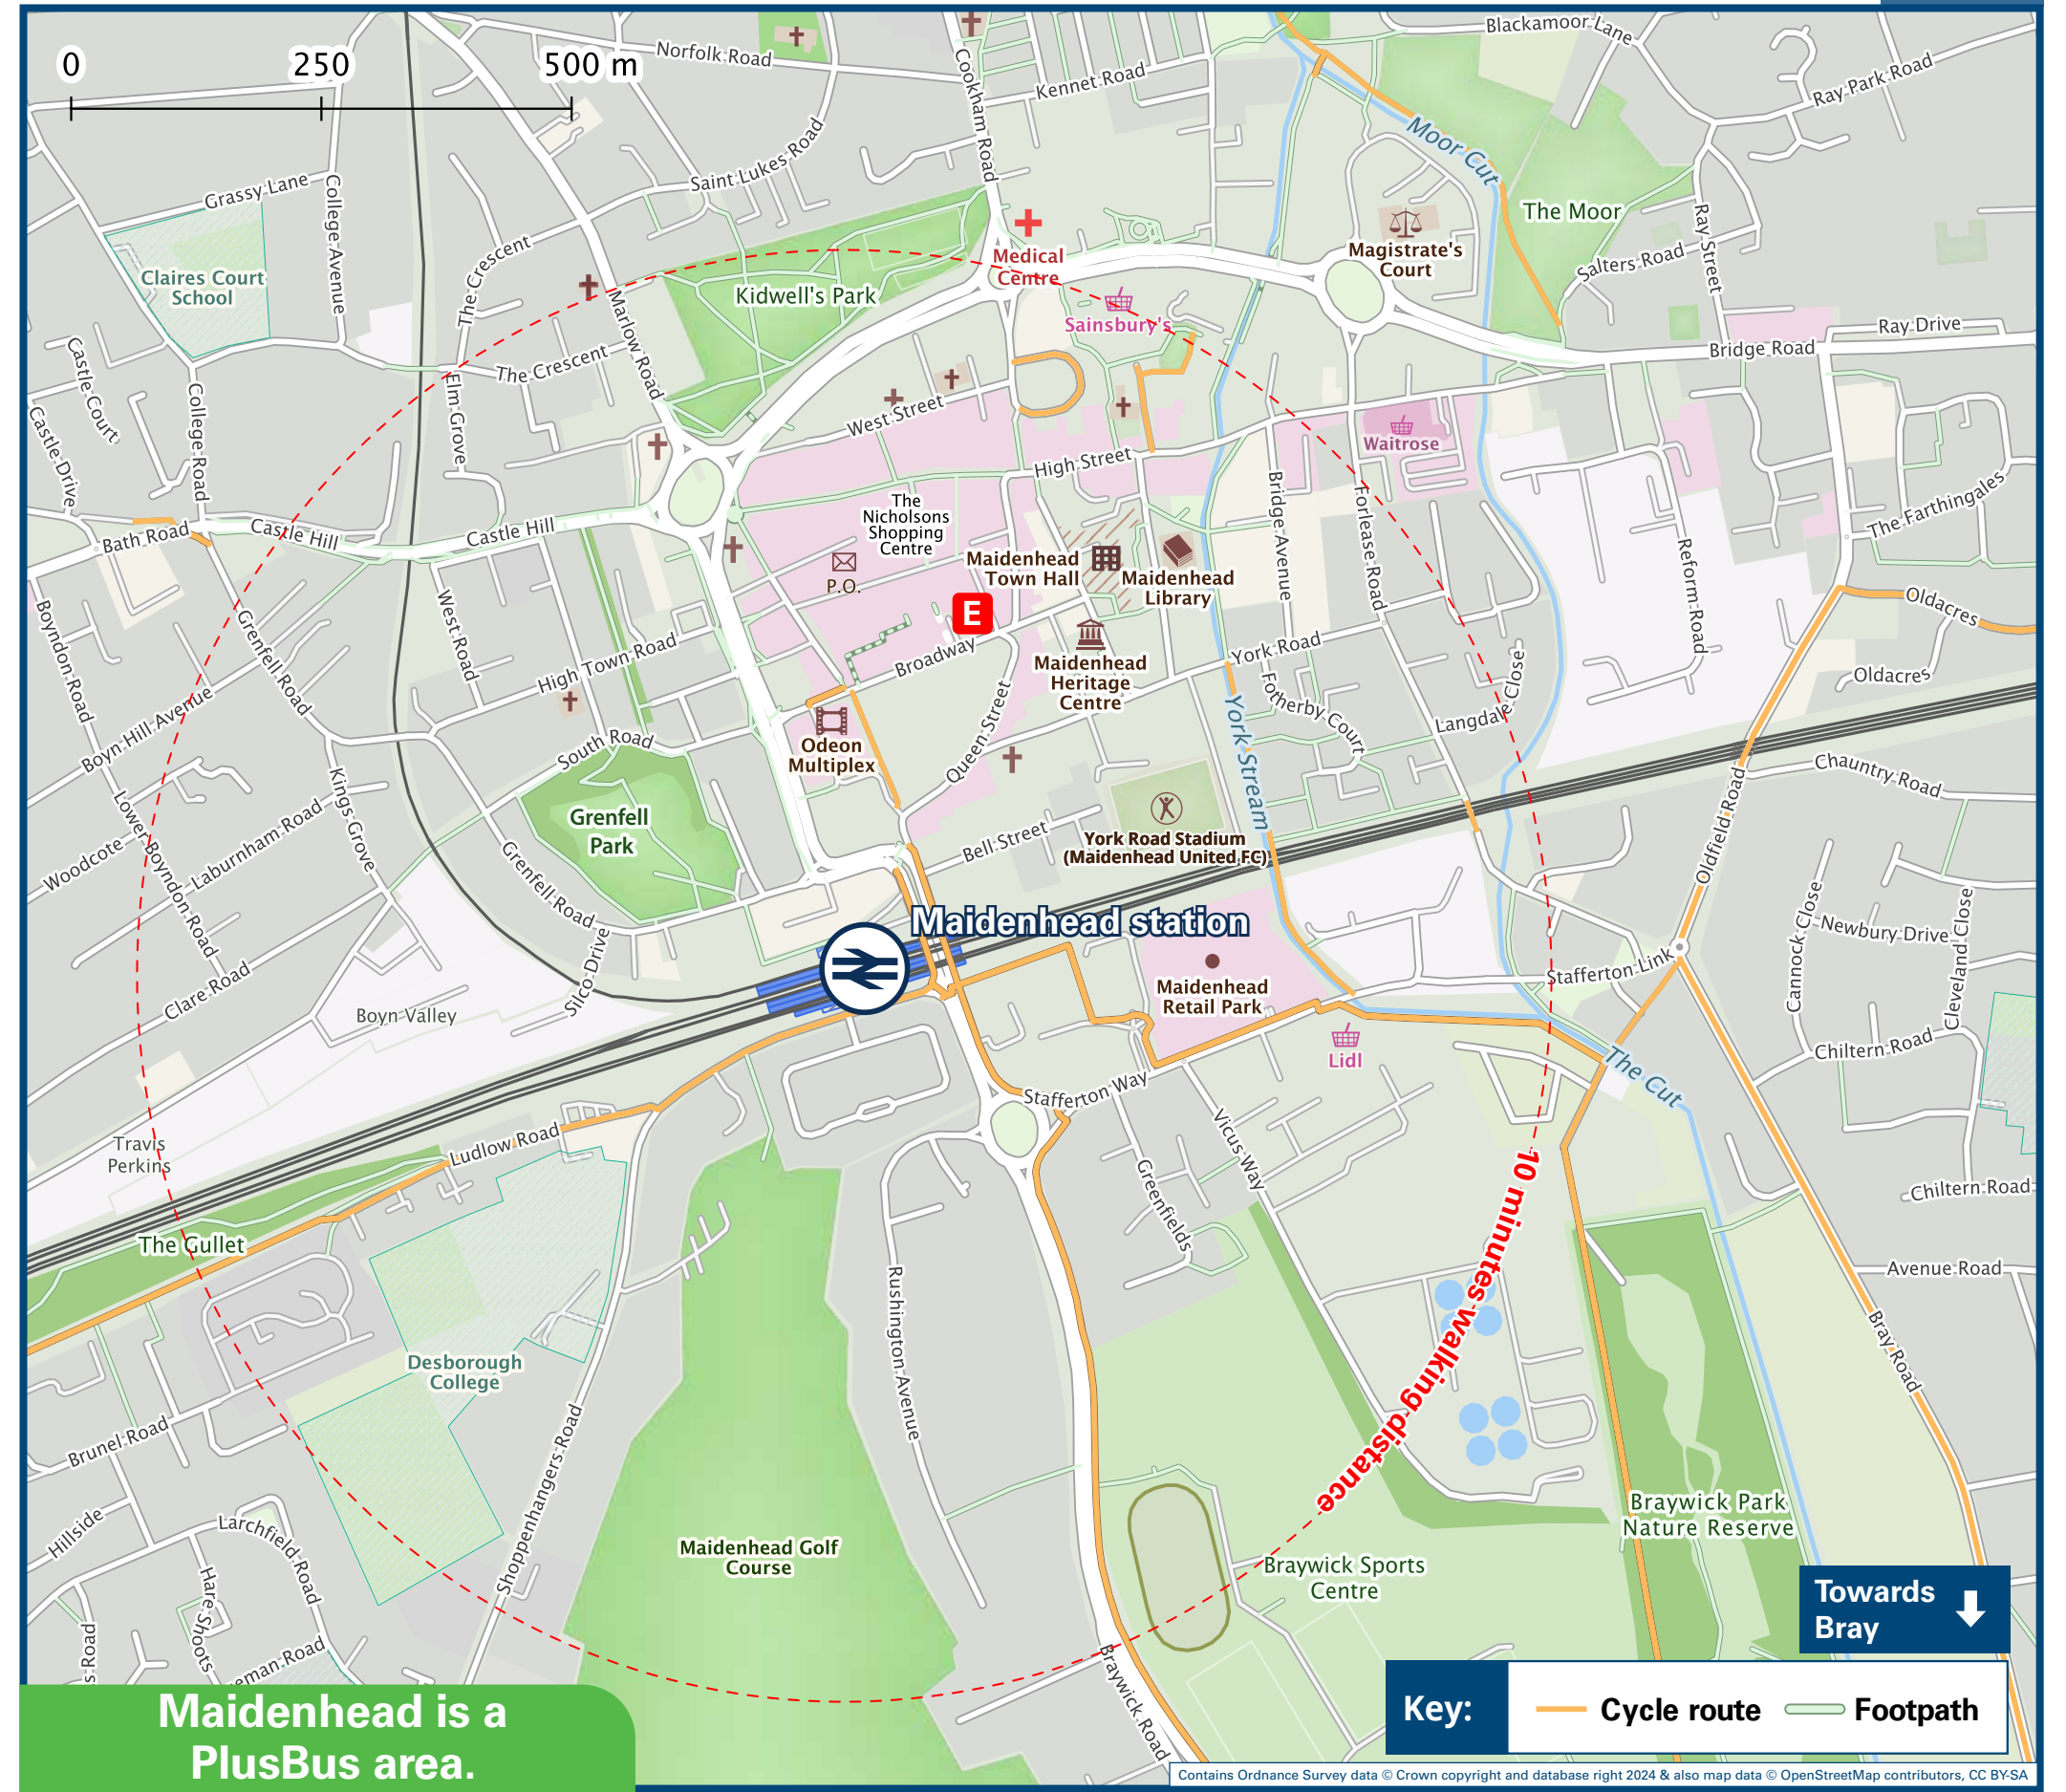 0 250 500 m
Norfolk Road
Cookham Road
Kennet Road
Blackamoor Lane
Ray Park Road
Moor Cut
Saint Lukes Road
Grassy Lane
College Avenue
The Moor
Ray Street
Claires Court
School
The Crescent
Medical
Centre
Magistrate's
Court
Salters Road
Kidwell's Park
Marlow Road
Sainsbury's
Ray Drive
Bridge Road
Castle Court
The Crescent
College Road
Elm Grove
Castle Drive
West Street
High Street
Waitrose
The
Nicholsons
Shopping
Centre
Bridge Avenue
Forlease Road
The Farthingales
Bath Road
Castle Hill
Castle Hill
P.O.
Maidenhead
Town Hall
Maidenhead
Library
Reform Road
E
Oldacres
Boyndon Road
Grenfell Road
West Road
High Town Road
Broadway
Maidenhead
Heritage
Centre
York Road
Fotherby Court
Langdale Close
Oldacres
Boyn Hill Avenue
South Road
Odeon
Multiplex
Queen Street
York Stream
Chauntry Road
Oldfield Road
Lower Boyndon Road
Kings Grove
Laburnham Road
Woodcote
Grenfell
Park
Grenfell Road
Bell Street
York Road Stadium
(Maidenhead United FC)
Maidenhead station
Cannock Close
Newbury Drive
Cleveland Close
Stafferton Link
Clare Road
Silco Drive
Boyn Valley
Maidenhead
Retail Park
Lidl
Chiltern Road
The Cut
Stafferton Way
Vicus Way
Travis
Perkins
Ludlow Road
Greenfields
Chiltern Road
The Gullet
10 minutes walking distance
Avenue Road
Rushington Avenue
Bray Road
Desborough
College
Brunel Road
Shoppenhangers Road
Hillside
Larchfield Road
Hare Shoots
Maidenhead Golf
Course
Braywick Sports
Centre
Braywick Park
Nature Reserve
s Road
eman Road
Braywick Road
Towards
Bray
Maidenhead is a
PlusBus area.
Key: Cycle route Footpath
Contains Ordnance Survey data © Crown copyright and database right 2024 & also map data © OpenStreetMap contributors, CC BY-SA